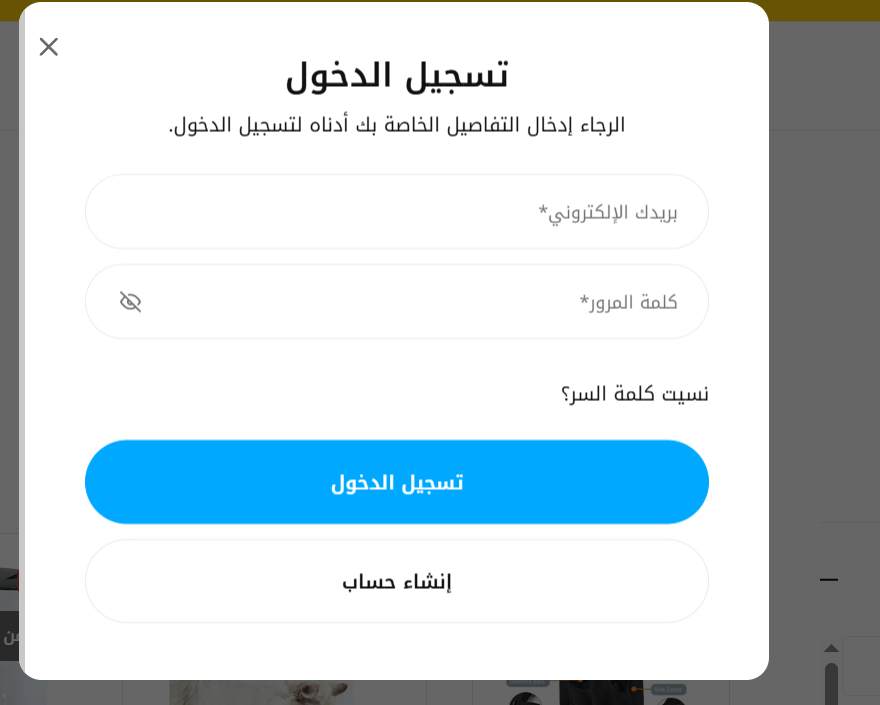 تسجيل الدخول
الرجاء إدخال التفاصيل الخاصة بك أدناه لتسجيل الدخول.
بريدك الإلكتروني*
كلمة المرور*
نسيت كلمة السر؟
تسجيل الدخول
إنشاء حساب